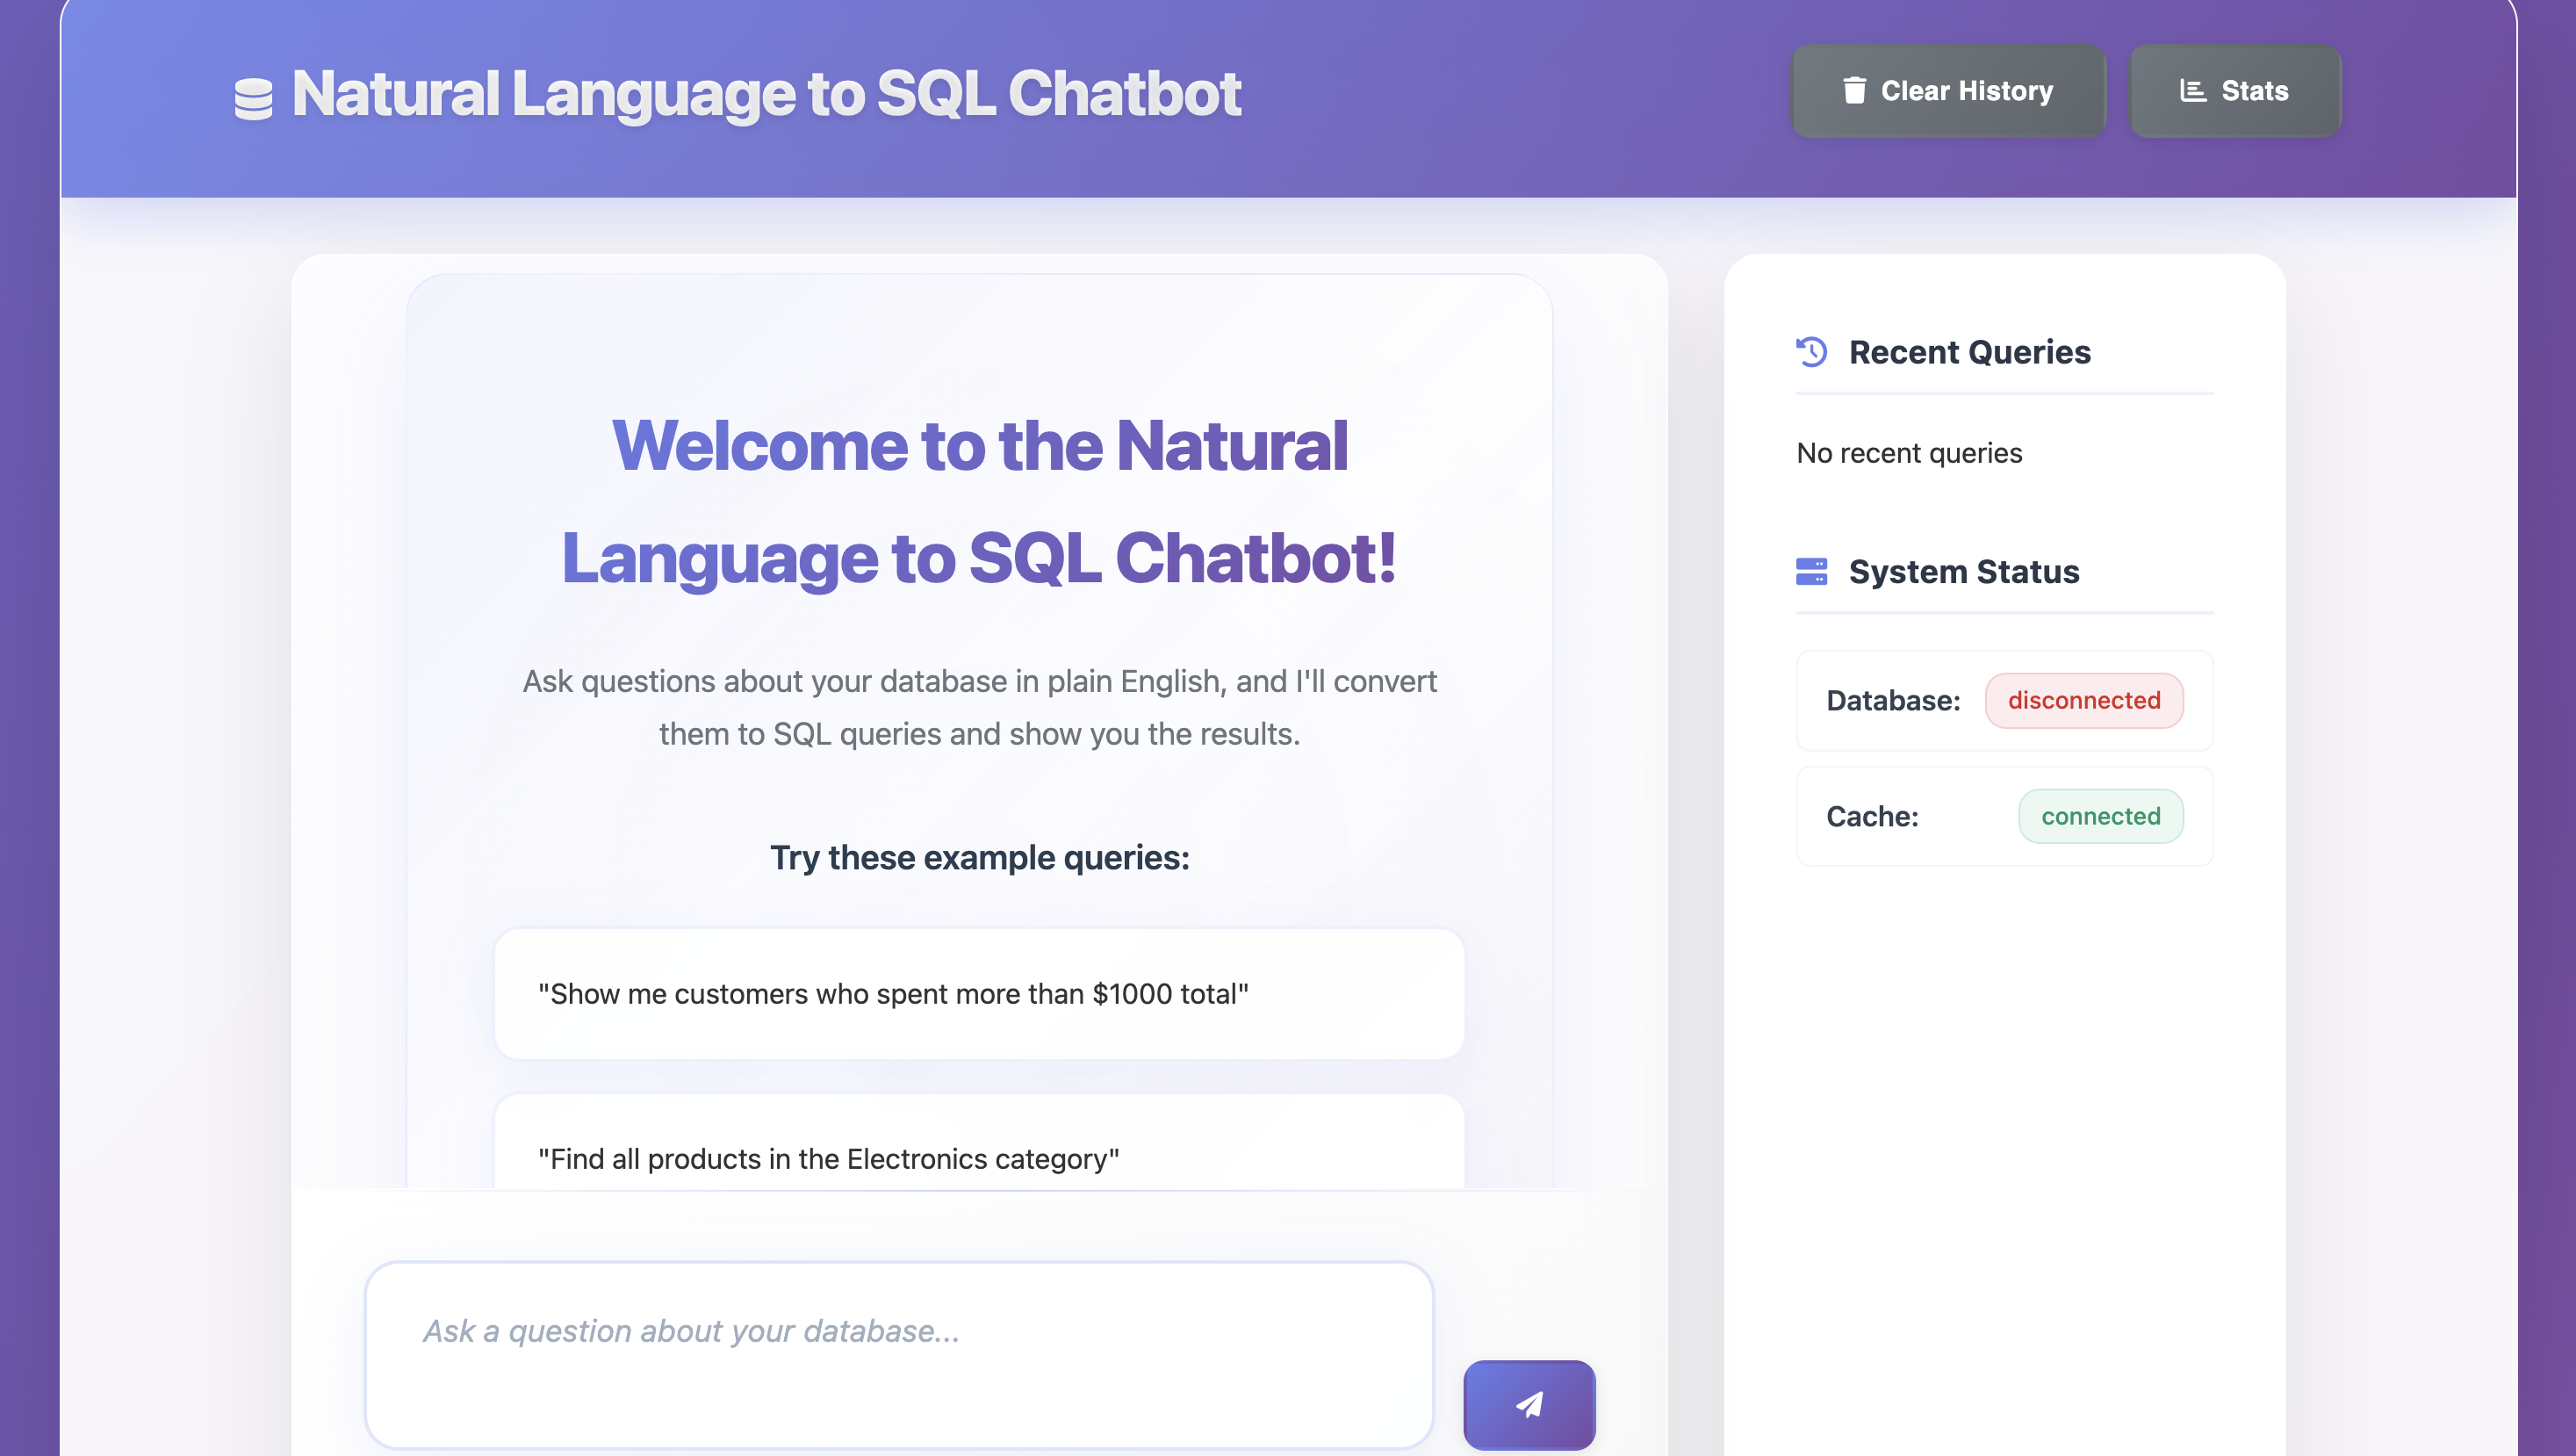 Natural Language to SQL Chatbot
Clear History
Stats
Welcome to the Natural
Language to SQL Chatbot!
Ask questions about your database in plain English, and I'll convert
them to SQL queries and show you the results.
Try these example queries:
"Show me customers who spent more than $1000 total"
"Find all products in the Electronics category"
Ask a question about your database...
Recent Queries
No recent queries
System Status
Database:
disconnected
Cache:
connected